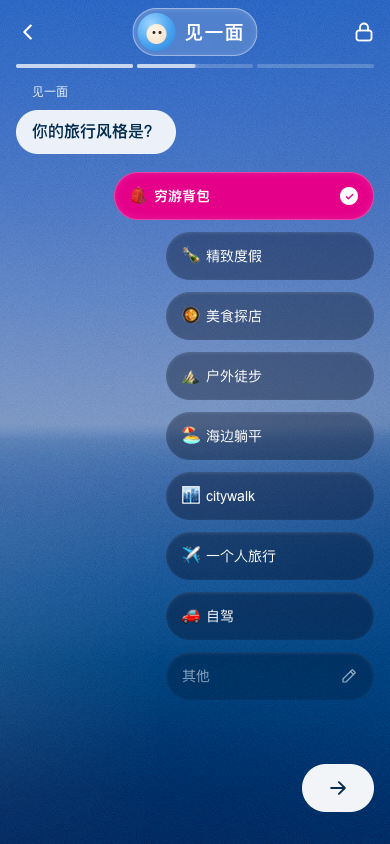 见一面
见一面
你的旅行风格是？
穷游背包
精致度假
美食探店
户外徒步
海边躺平
citywalk
一个人旅行
自驾
其他